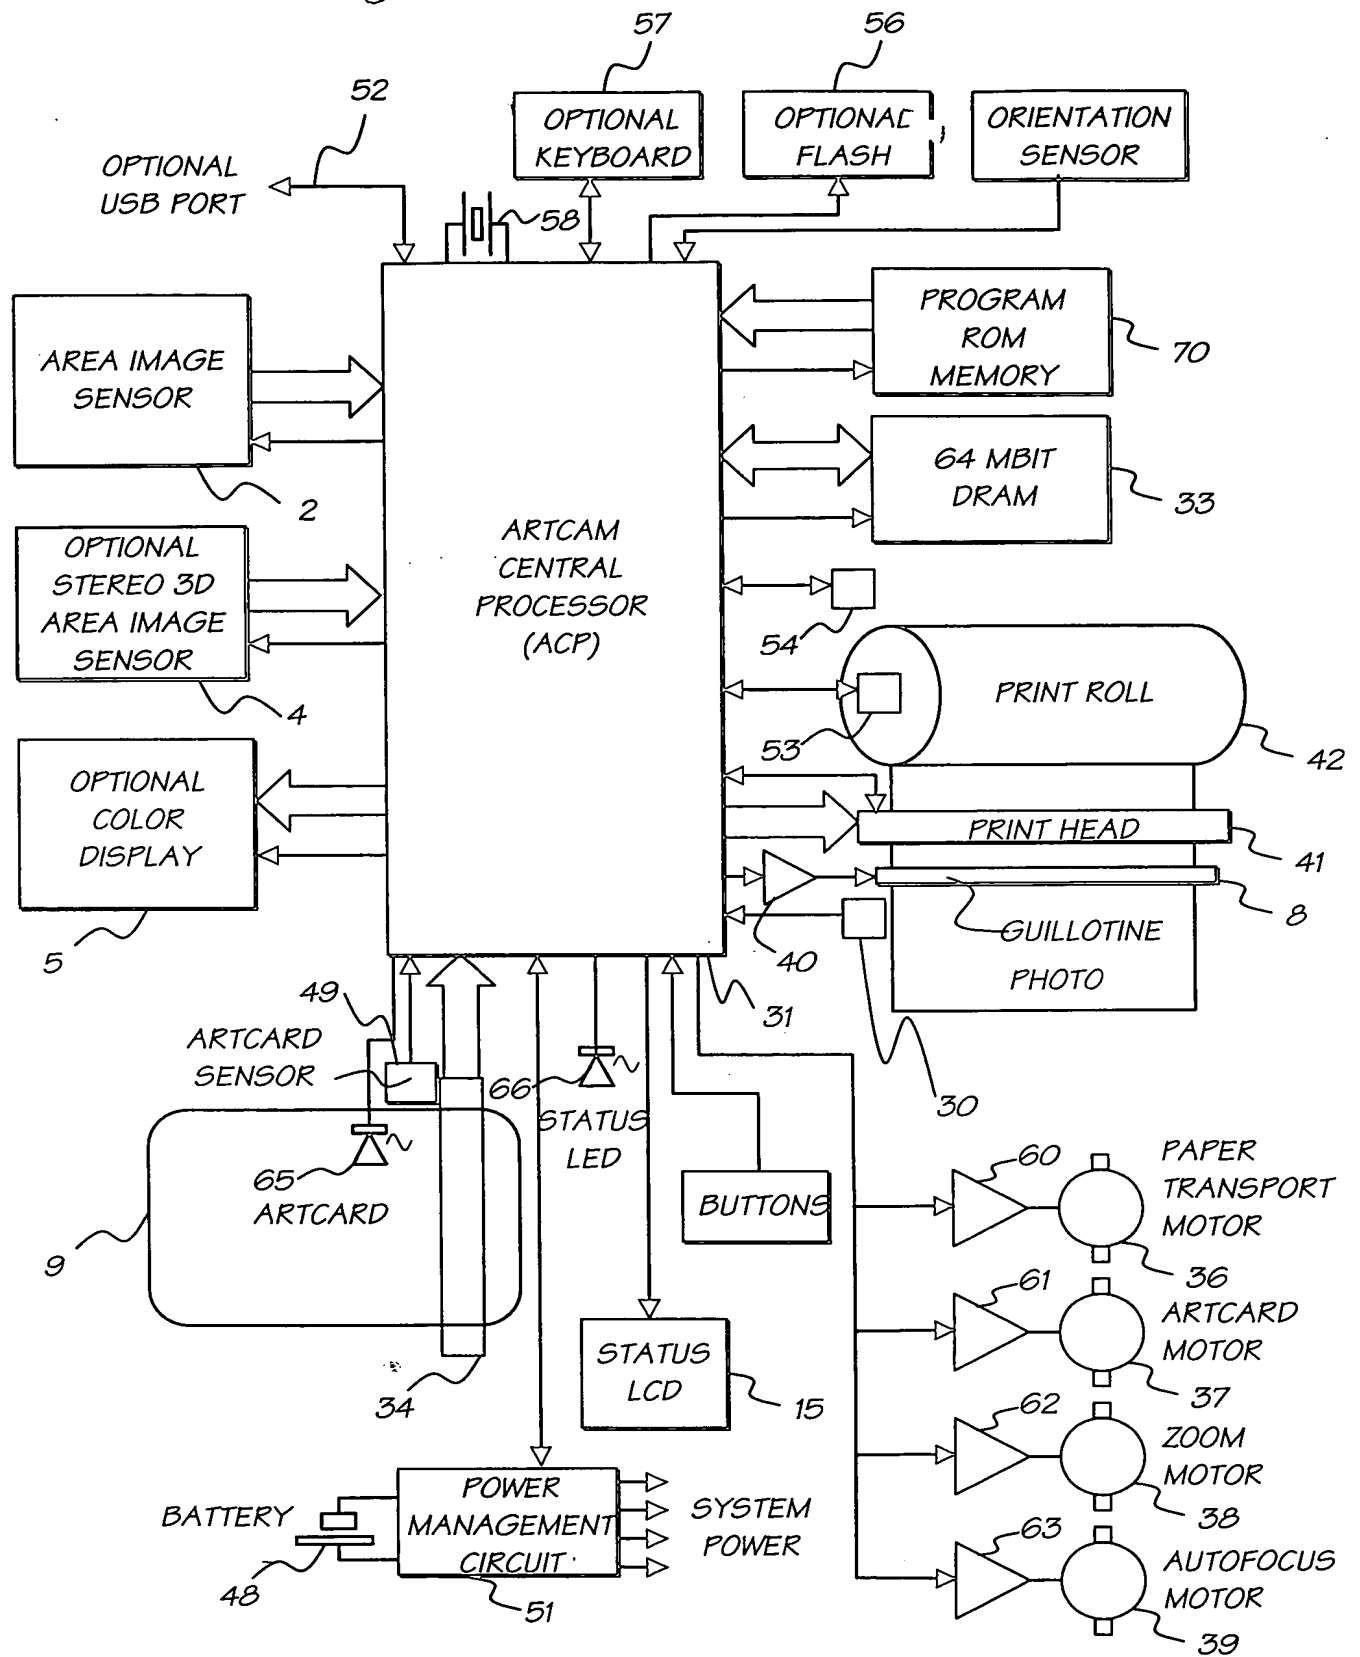 57
56
52
OPTIONAL
KEYBOARD
OPTIONAL
FLASH
ORIENTATION
SENSOR
OPTIONAL
USB PORT
58
AREA IMAGE
SENSOR
2
PROGRAM
ROM
MEMORY
70
64 MBIT
DRAM
33
OPTIONAL
STEREO 3D
AREA IMAGE
SENSOR
4
ARTCAM
CENTRAL
PROCESSOR
(ACP)
54
PRINT ROLL
53
42
OPTIONAL
COLOR
DISPLAY
5
PRINT HEAD
41
8
40
GUILLOTINE
PHOTO
31
30
49
ARTCARD
SENSOR
66
STATUS
LED
65
ARTCARD
9
34
BUTTONS
STATUS
LCD
15
60
PAPER
TRANSPORT
MOTOR
36
61
ARTCARD
MOTOR
37
62
ZOOM
MOTOR
38
63
AUTOFOCUS
MOTOR
39
BATTERY
48
POWER
MANAGEMENT
CIRCUIT
51
SYSTEM
POWER